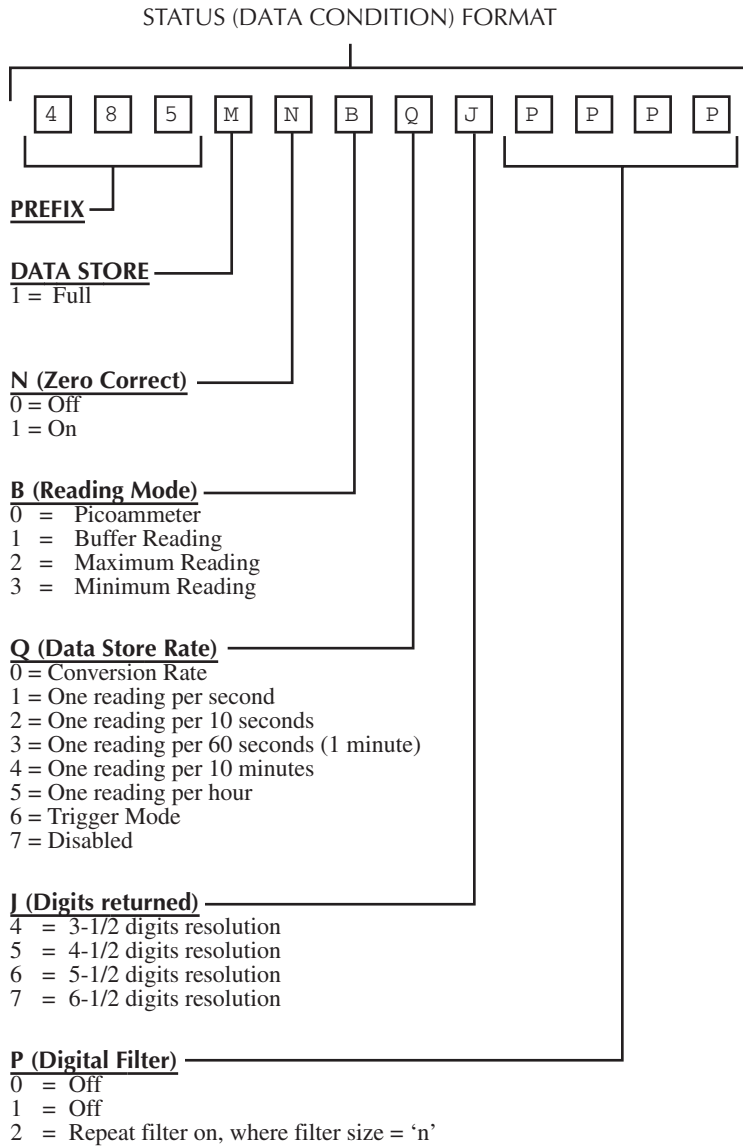 STATUS (DATA CONDITION) FORMAT
4 8 5 M N B Q J P P P P
PREFIX
DATA STORE
1 = Full
N (Zero Correct)
0 = Off
1 = On
B (Reading Mode)
0 = Picoammeter
1 = Buffer Reading
2 = Maximum Reading
3 = Minimum Reading
Q (Data Store Rate)
0 = Conversion Rate
1 = One reading per second
2 = One reading per 10 seconds
3 = One reading per 60 seconds (1 minute)
4 = One reading per 10 minutes
5 = One reading per hour
6 = Trigger Mode
7 = Disabled
J (Digits returned)
4 = 3-1/2 digits resolution
5 = 4-1/2 digits resolution
6 = 5-1/2 digits resolution
7 = 6-1/2 digits resolution
P (Digital Filter)
0 = Off
1 = Off
2 = Repeat filter on, where filter size = ‘n’